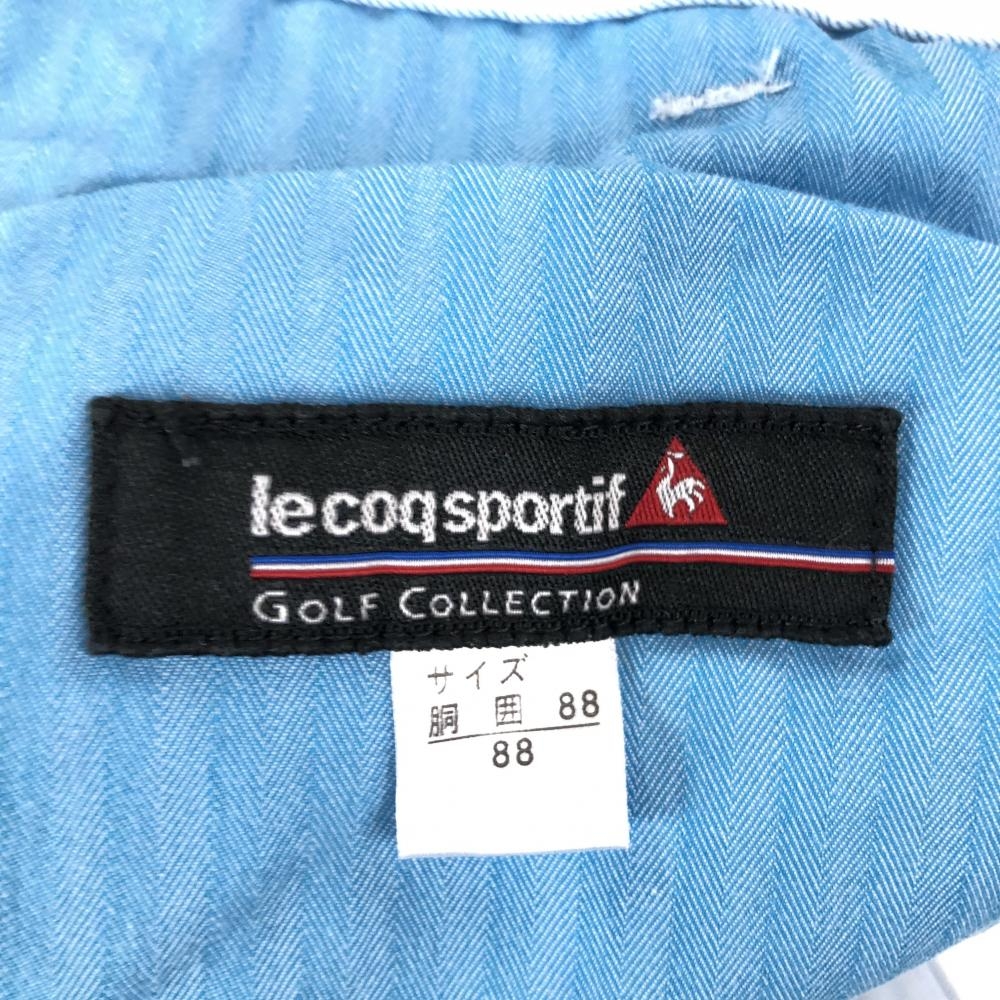 lecoqsportif
GOLF COLLECTION
サイズ
胴 囲 88
88